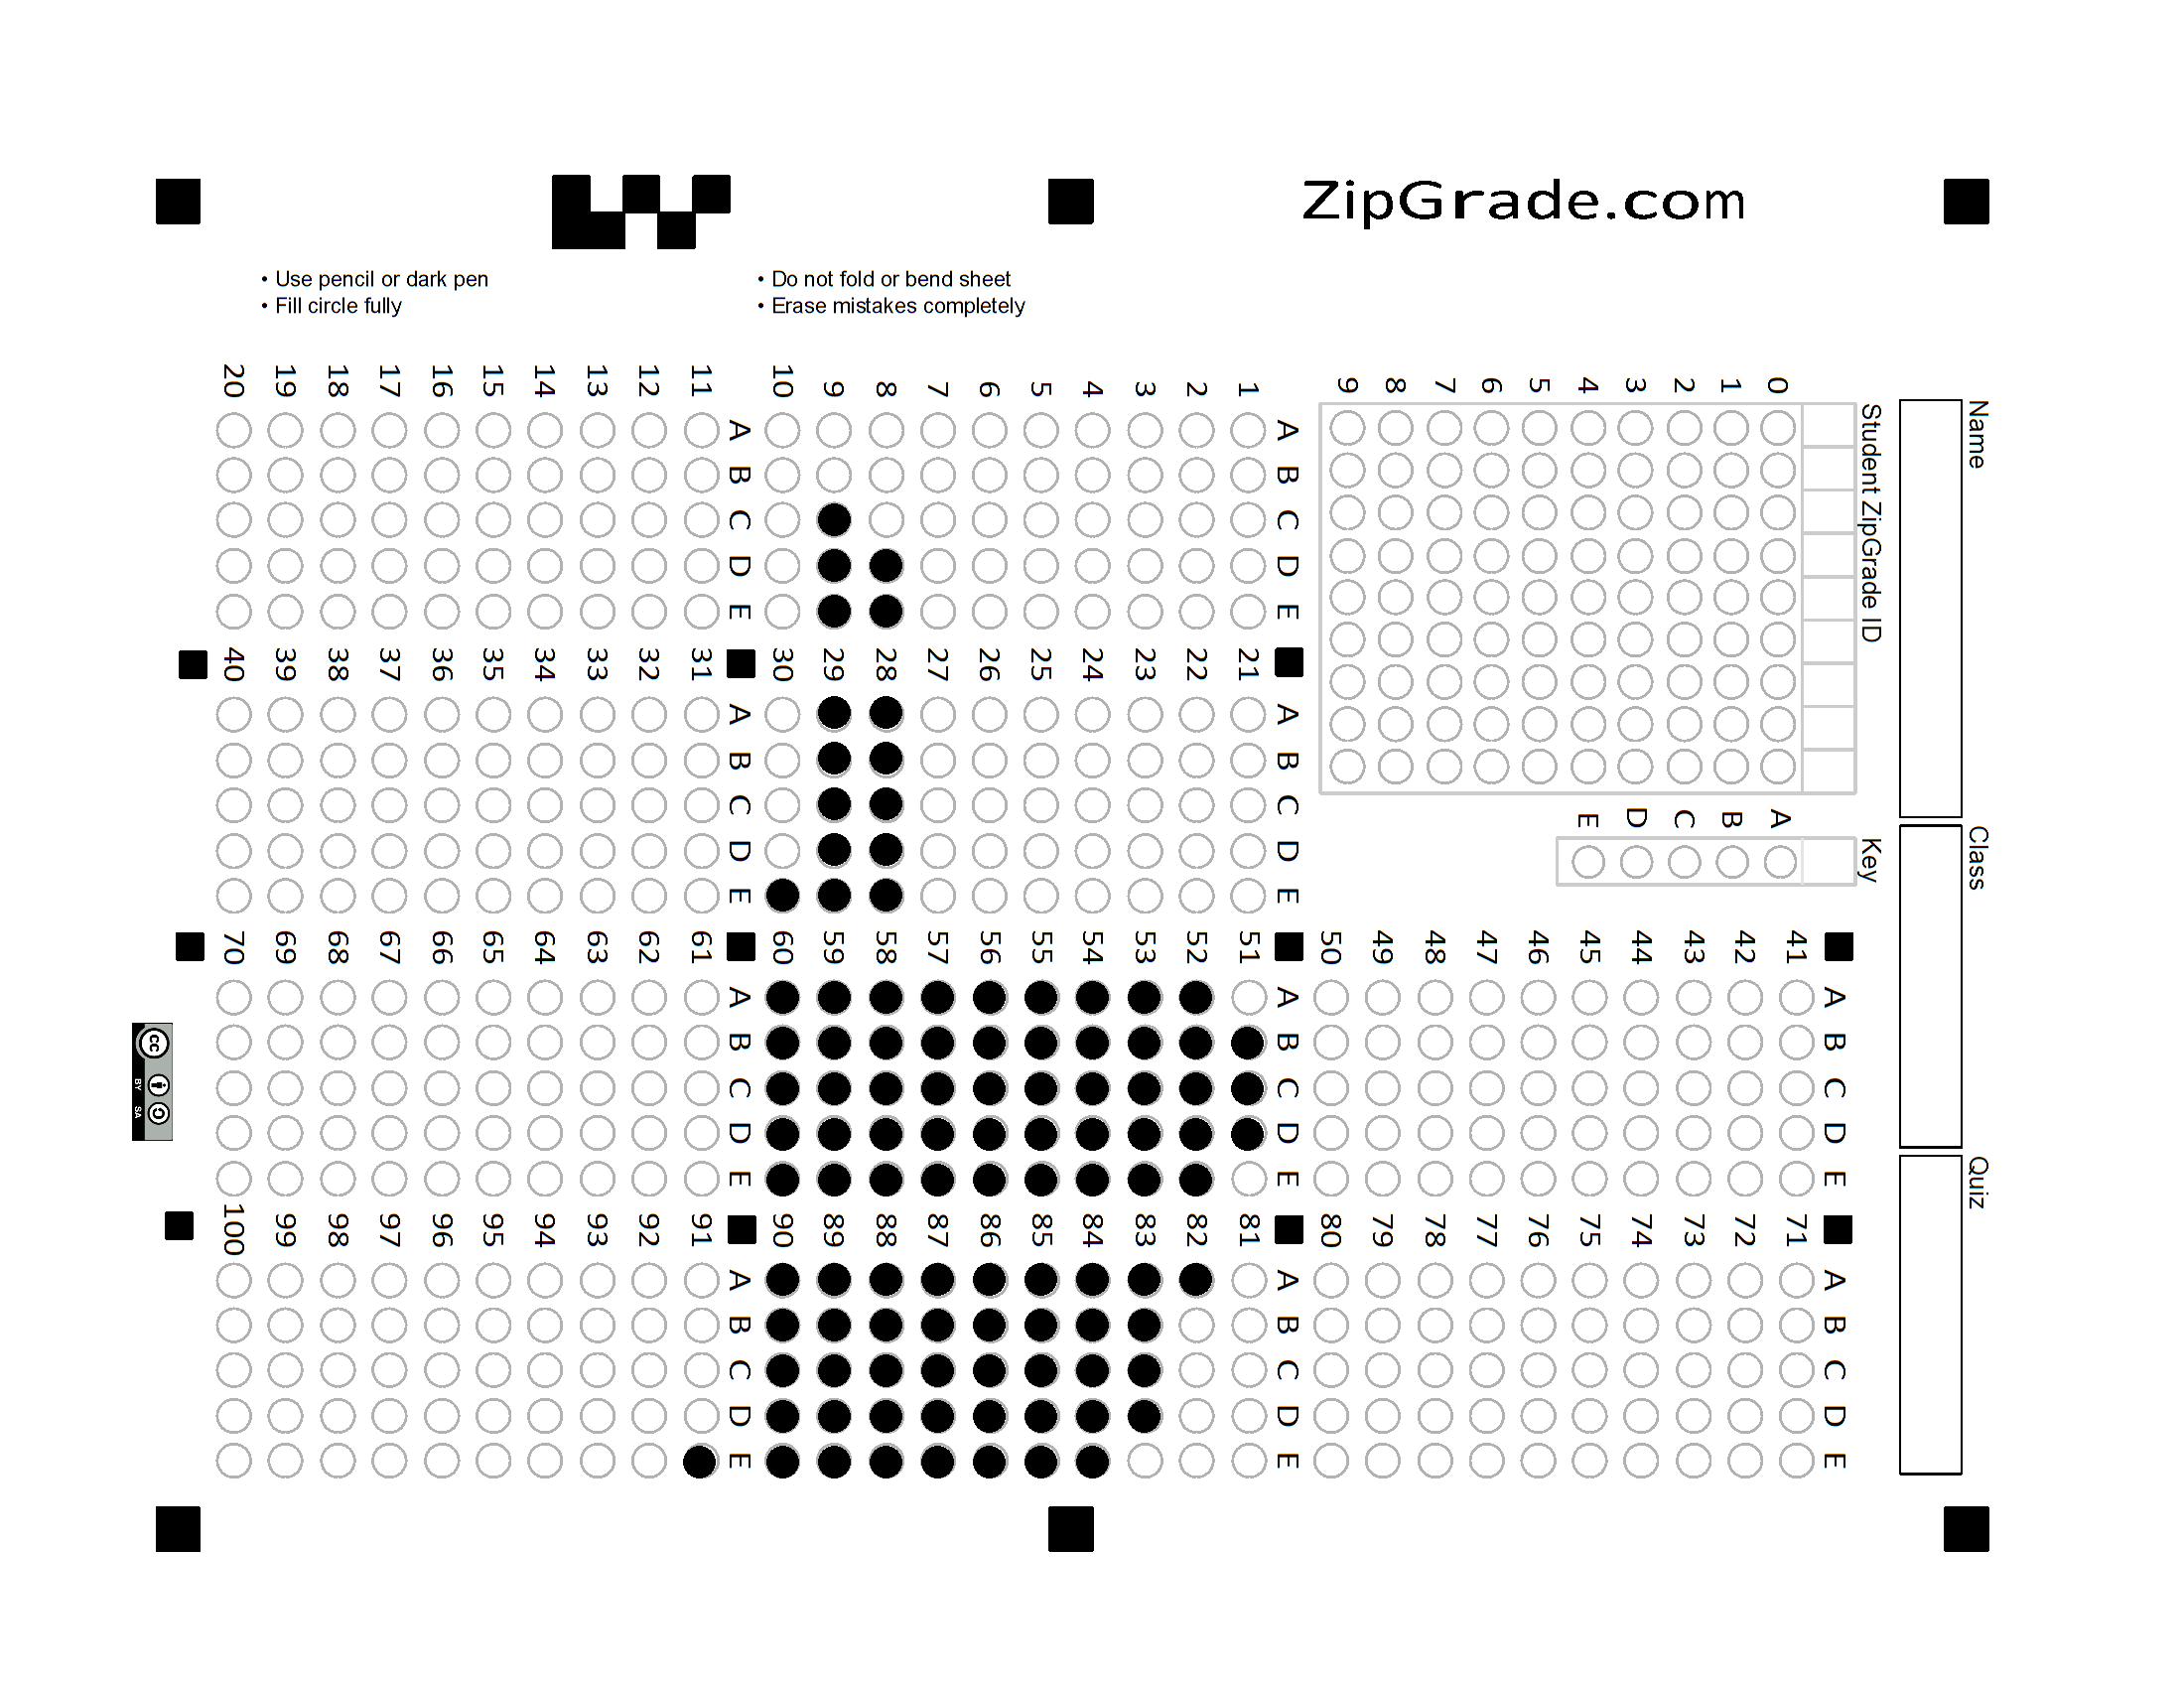 ZipGrade.com
• Use pencil or dark pen
• Fill circle fully
• Do not fold or bend sheet
• Erase mistakes completely
Name
Class
Quiz
Student ZipGrade ID
0 1 2 3 4 5 6 7 8 9
Key
A B C D E
A B C D E
1 2 3 4 5 6 7 8 9 10
A B C D E
11 12 13 14 15 16 17 18 19 20
A B C D E
21 22 23 24 25 26 27 28 29 30
A B C D E
31 32 33 34 35 36 37 38 39 40
A B C D E
41 42 43 44 45 46 47 48 49 50
A B C D E
51 52 53 54 55 56 57 58 59 60
A B C D E
61 62 63 64 65 66 67 68 69 70
A B C D E
71 72 73 74 75 76 77 78 79 80
A B C D E
81 82 83 84 85 86 87 88 89 90
A B C D E
91 92 93 94 95 96 97 98 99 100
A B C D E
cc
BY SA